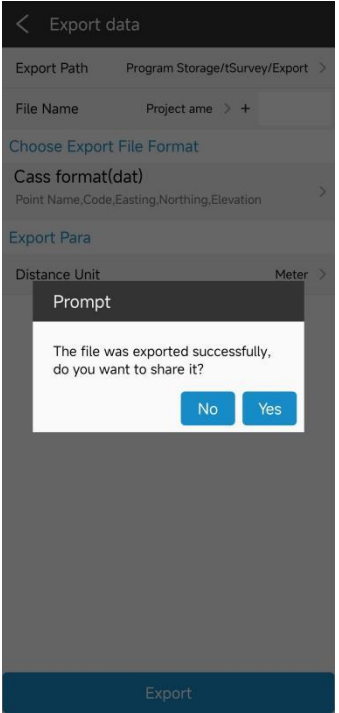 Export data
Export Path Program Storage/tSurvey/Export
File Name Project ame +
Choose Export File Format
Cass format(dat)
Point Name,Code,Easting,Northing,Elevation
Export Para
Distance Unit Meter
Prompt
The file was exported successfully,
do you want to share it?
No Yes
Export